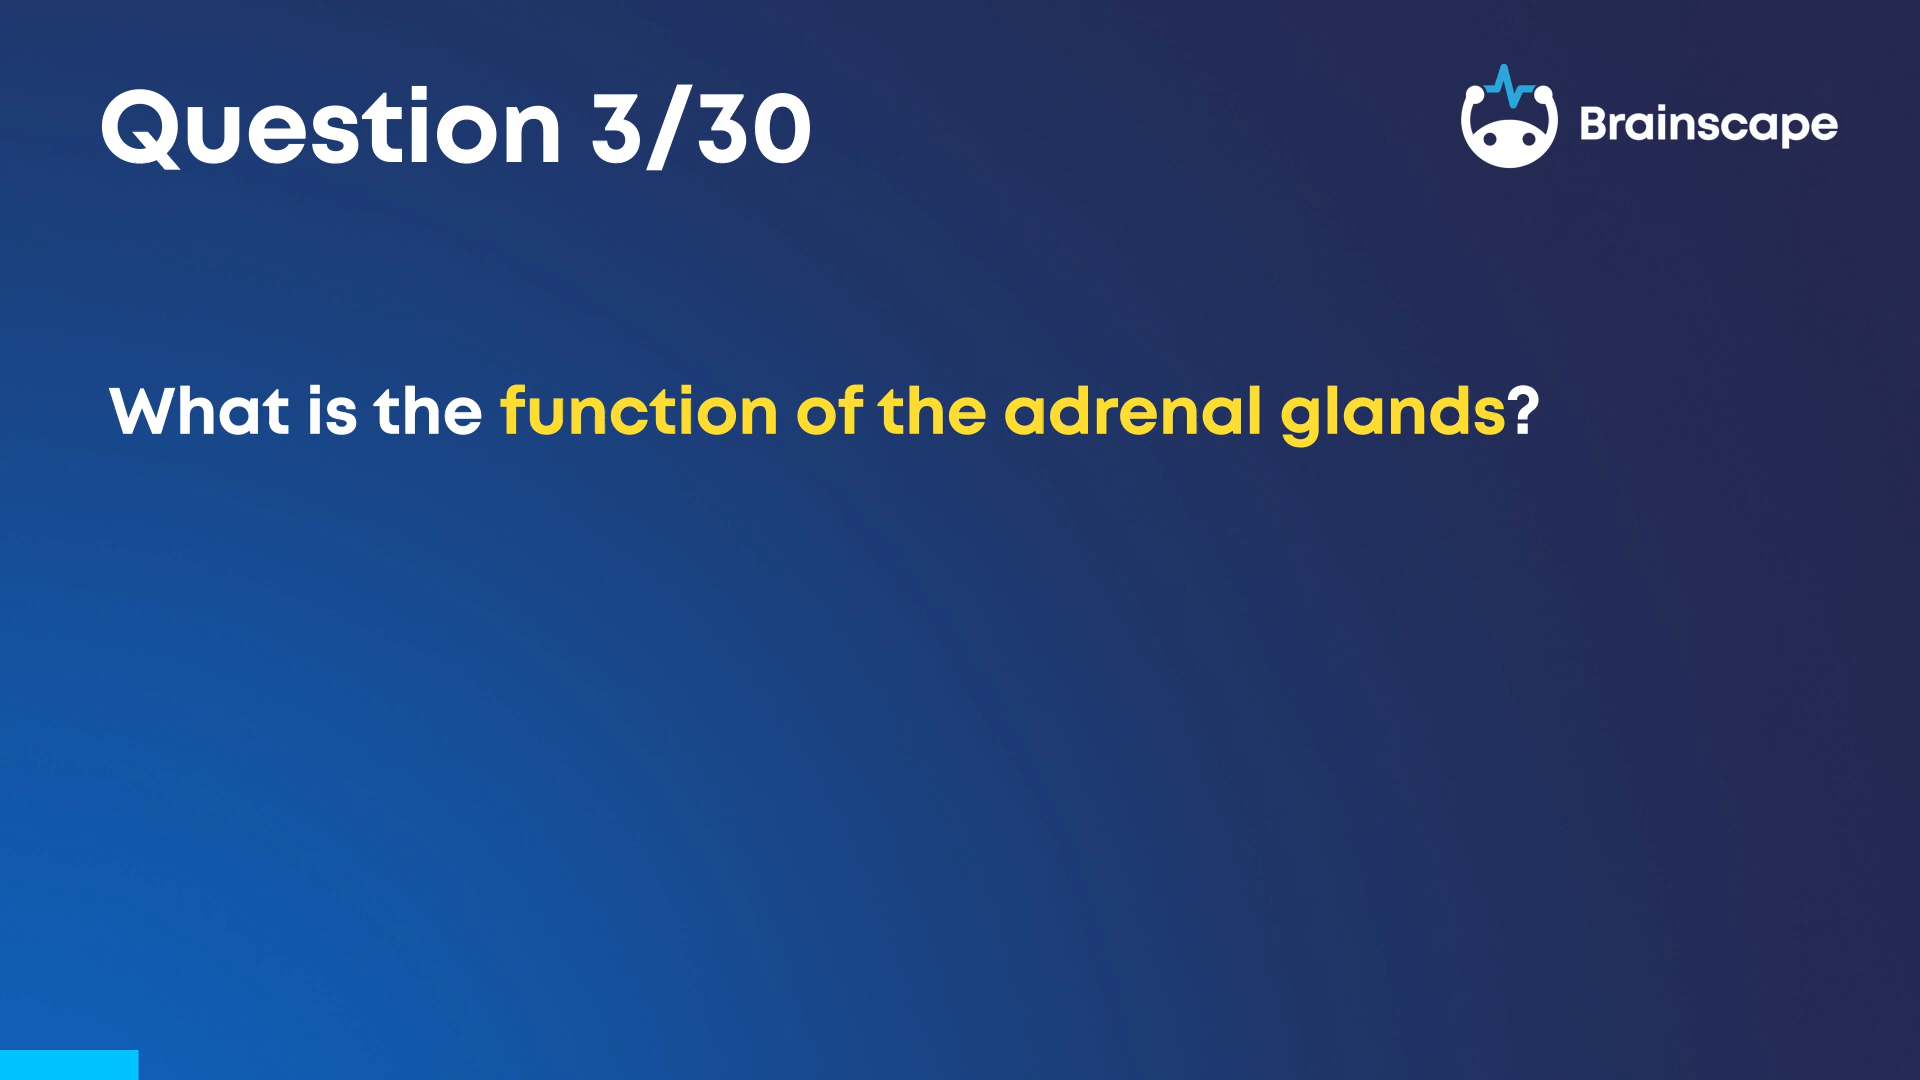 Question 3/30
Brainscape
What is the function of the adrenal glands?